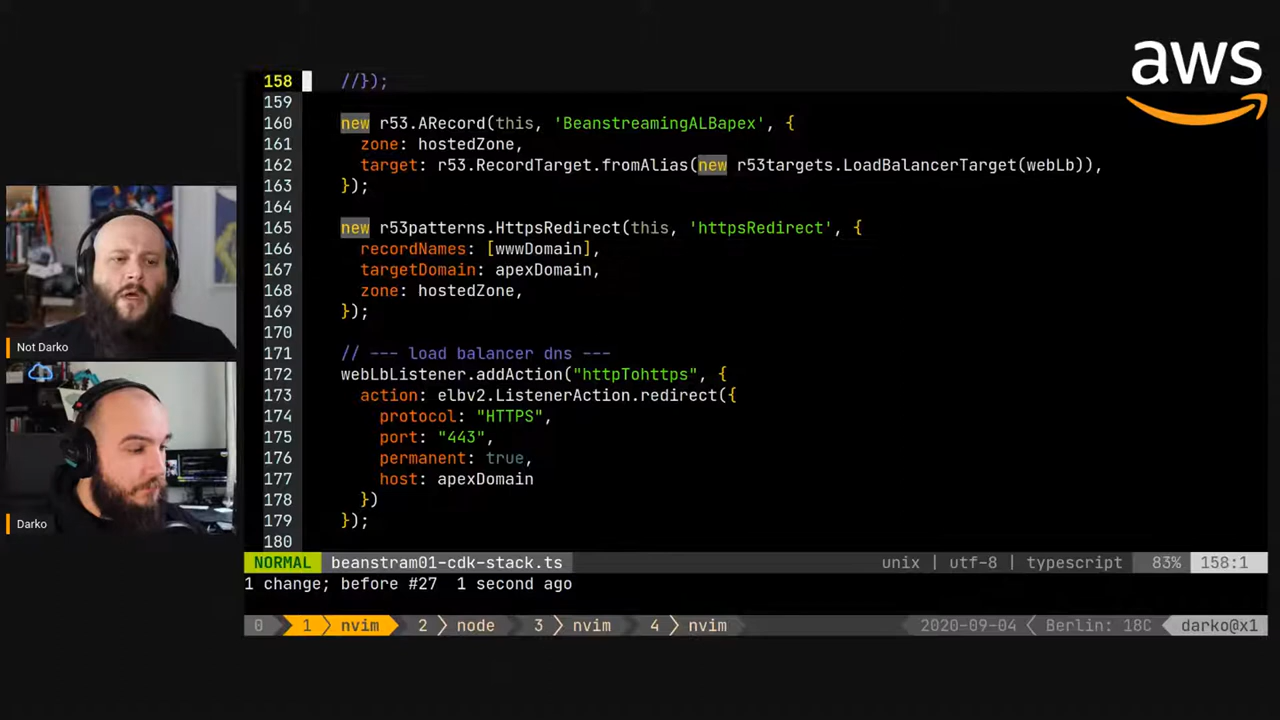 aws
158 //});
159
160 new r53.ARecord(this, 'BeanstreamingALBapex', {
161 zone: hostedZone,
162 target: r53.RecordTarget.fromAlias(new r53targets.LoadBalancerTarget(webLb)),
163 });
164
165 new r53patterns.HttpsRedirect(this, 'httpsRedirect', {
166 recordNames: [wwwDomain],
167 targetDomain: apexDomain,
168 zone: hostedZone,
169 });
170
171 // --- load balancer dns ---
172 webLbListener.addAction("httpTohttps", {
173 action: elbv2.ListenerAction.redirect({
174 protocol: "HTTPS",
175 port: "443",
176 permanent: true,
177 host: apexDomain
178 })
179 });
180
Not Darko
Darko
NORMAL beanstram01-cdk-stack.ts unix | utf-8 | typescript 83% 158:1
1 change; before #27 1 second ago
0 1 nvim 2 node 3 nvim 4 nvim 2020-09-04 Berlin: 18C darko@x1